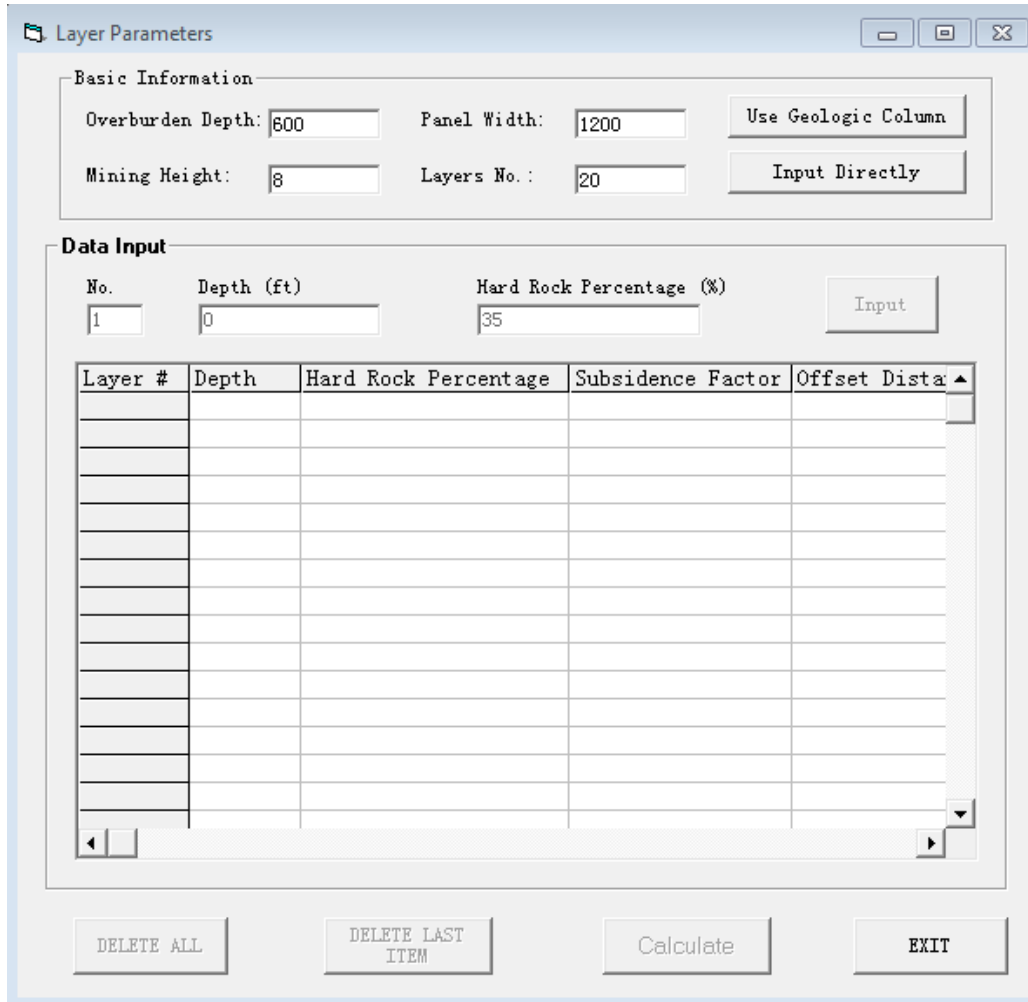 Layer Parameters
Basic Information
Overburden Depth: 600 Panel Width: 1200 Use Geologic Column
Mining Height: 8 Layers No.: 20 Input Directly
Data Input
No. Depth (ft) Hard Rock Percentage (%)
1 0 35 Input
Layer # Depth Hard Rock Percentage Subsidence Factor Offset Dista
DELETE ALL DELETE LAST ITEM Calculate EXIT